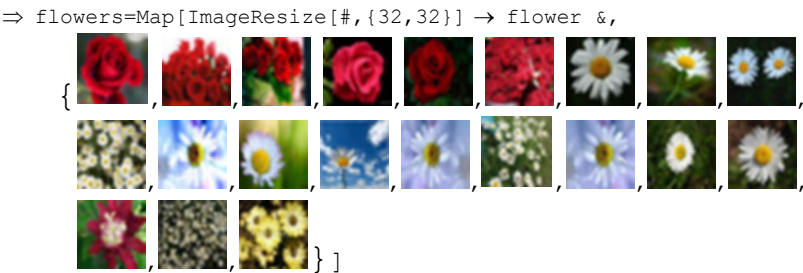 ⇒ flowers=Map[ImageResize[#,{32,32}] → flower &,
{ , , , , , , , , ,
, , , , , , , , ,
, , } ]